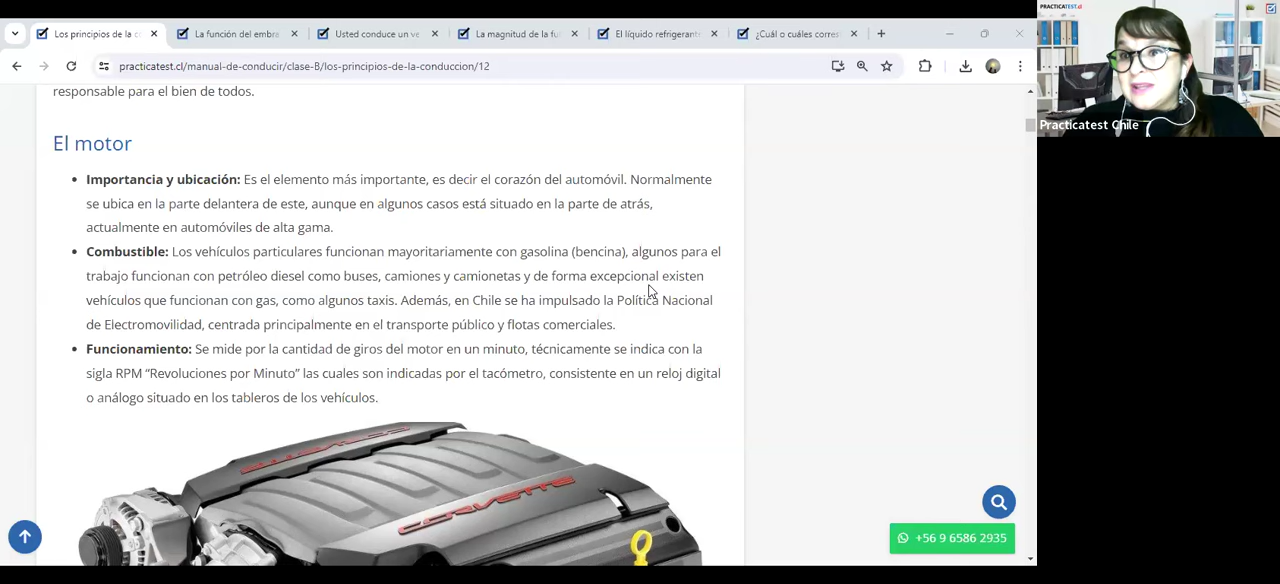 PRACTICATEST.cl
Los principios de la c
La función del embra
Usted conduce un ve
La magnitud de la fu
El líquido refrigerant
¿Cuál o cuáles corres
practicatest.cl/manual-de-conducir/clase-B/los-principios-de-la-conduccion/12
Practicatest Chile
responsable para el bien de todos.
El motor
Importancia y ubicación: Es el elemento más importante, es decir el corazón del automóvil. Normalmente
se ubica en la parte delantera de este, aunque en algunos casos está situado en la parte de atrás,
actualmente en automóviles de alta gama.
Combustible: Los vehículos particulares funcionan mayoritariamente con gasolina (bencina), algunos para el
trabajo funcionan con petróleo diesel como buses, camiones y camionetas y de forma excepcional existen
vehículos que funcionan con gas, como algunos taxis. Además, en Chile se ha impulsado la Política Nacional
de Electromovilidad, centrada principalmente en el transporte público y flotas comerciales.
Funcionamiento: Se mide por la cantidad de giros del motor en un minuto, técnicamente se indica con la
sigla RPM “Revoluciones por Minuto” las cuales son indicadas por el tacómetro, consistente en un reloj digital
o análogo situado en los tableros de los vehículos.
CORVETTE
+56 9 6586 2935